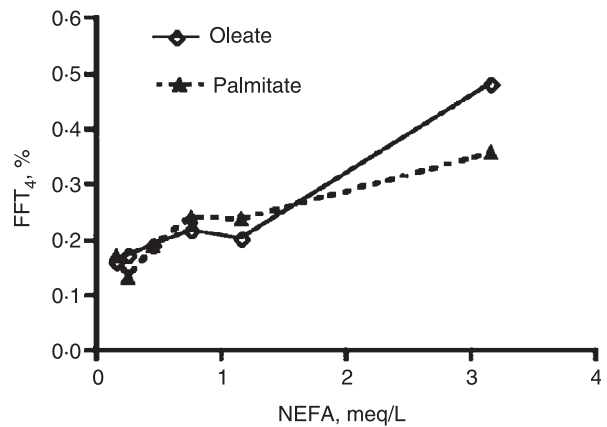 0·6
0·5
0·4
0·3
0·2
0·1
0·0
FFT4, %
Oleate
Palmitate
0 1 2 3 4
NEFA, meq/L